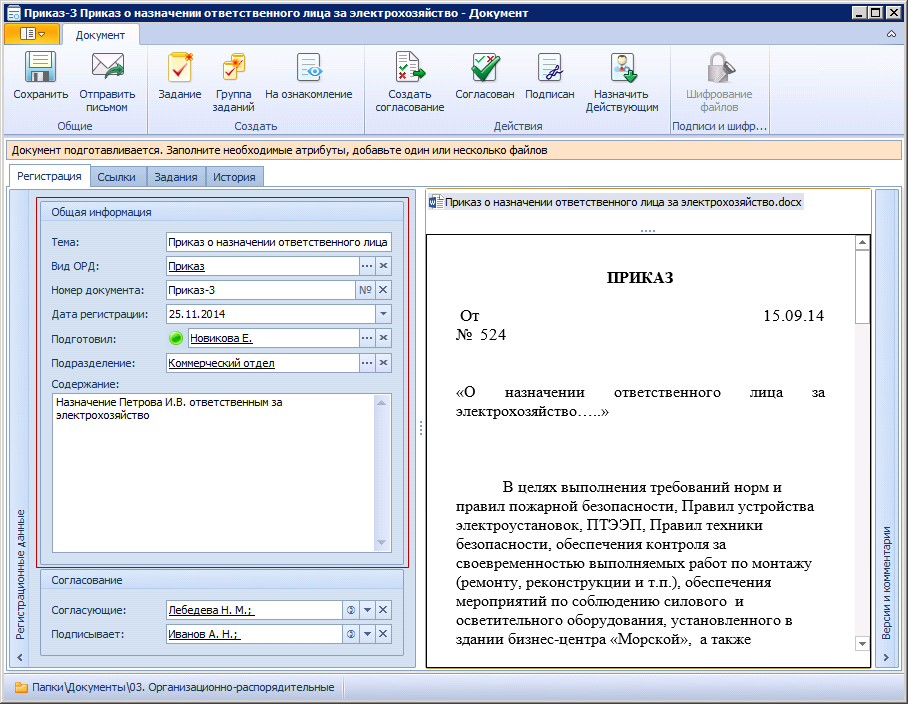 Приказ-3 Приказ о назначении ответственного лица за электрохозяйство - Документ
Документ
Сохранить
Отправить письмом
Общие
Задание
Группа заданий
На ознакомление
Создать
Создать согласование
Согласован
Подписан
Назначить Действующим
Действия
Шифрование файлов
Подписи и шифр...
Документ подготавливается. Заполните необходимые атрибуты, добавьте один или несколько файлов
Регистрация
Ссылки
Задания
История
Регистрационные данные
Общая информация
Тема: Приказ о назначении ответственного лица
Вид ОРД: Приказ
Номер документа: Приказ-3 №
Дата регистрации: 25.11.2014
Подготовил: Новикова Е.
Подразделение: Коммерческий отдел
Содержание:
Назначение Петрова И.В. ответственным за
электрохозяйство
Согласование
Согласующие: Лебедева Н. М.;
Подписывает: Иванов А. Н.;
Приказ о назначении ответственного лица за электрохозяйство.docx
ПРИКАЗ
От 15.09.14
№ 524
«О назначении ответственного лица за
электрохозяйство…..»
В целях выполнения требований норм и
правил пожарной безопасности, Правил устройства
электроустановок, ПТЭЭП, Правил техники
безопасности, обеспечения контроля за
своевременностью выполняемых работ по монтажу
(ремонту, реконструкции и т.п.), обеспечения
мероприятий по соблюдению силового и
осветительного оборудования, установленного в
здании бизнес-центра «Морской», а также
Версии и комментарии
Папки\Документы\03. Организационно-распорядительные